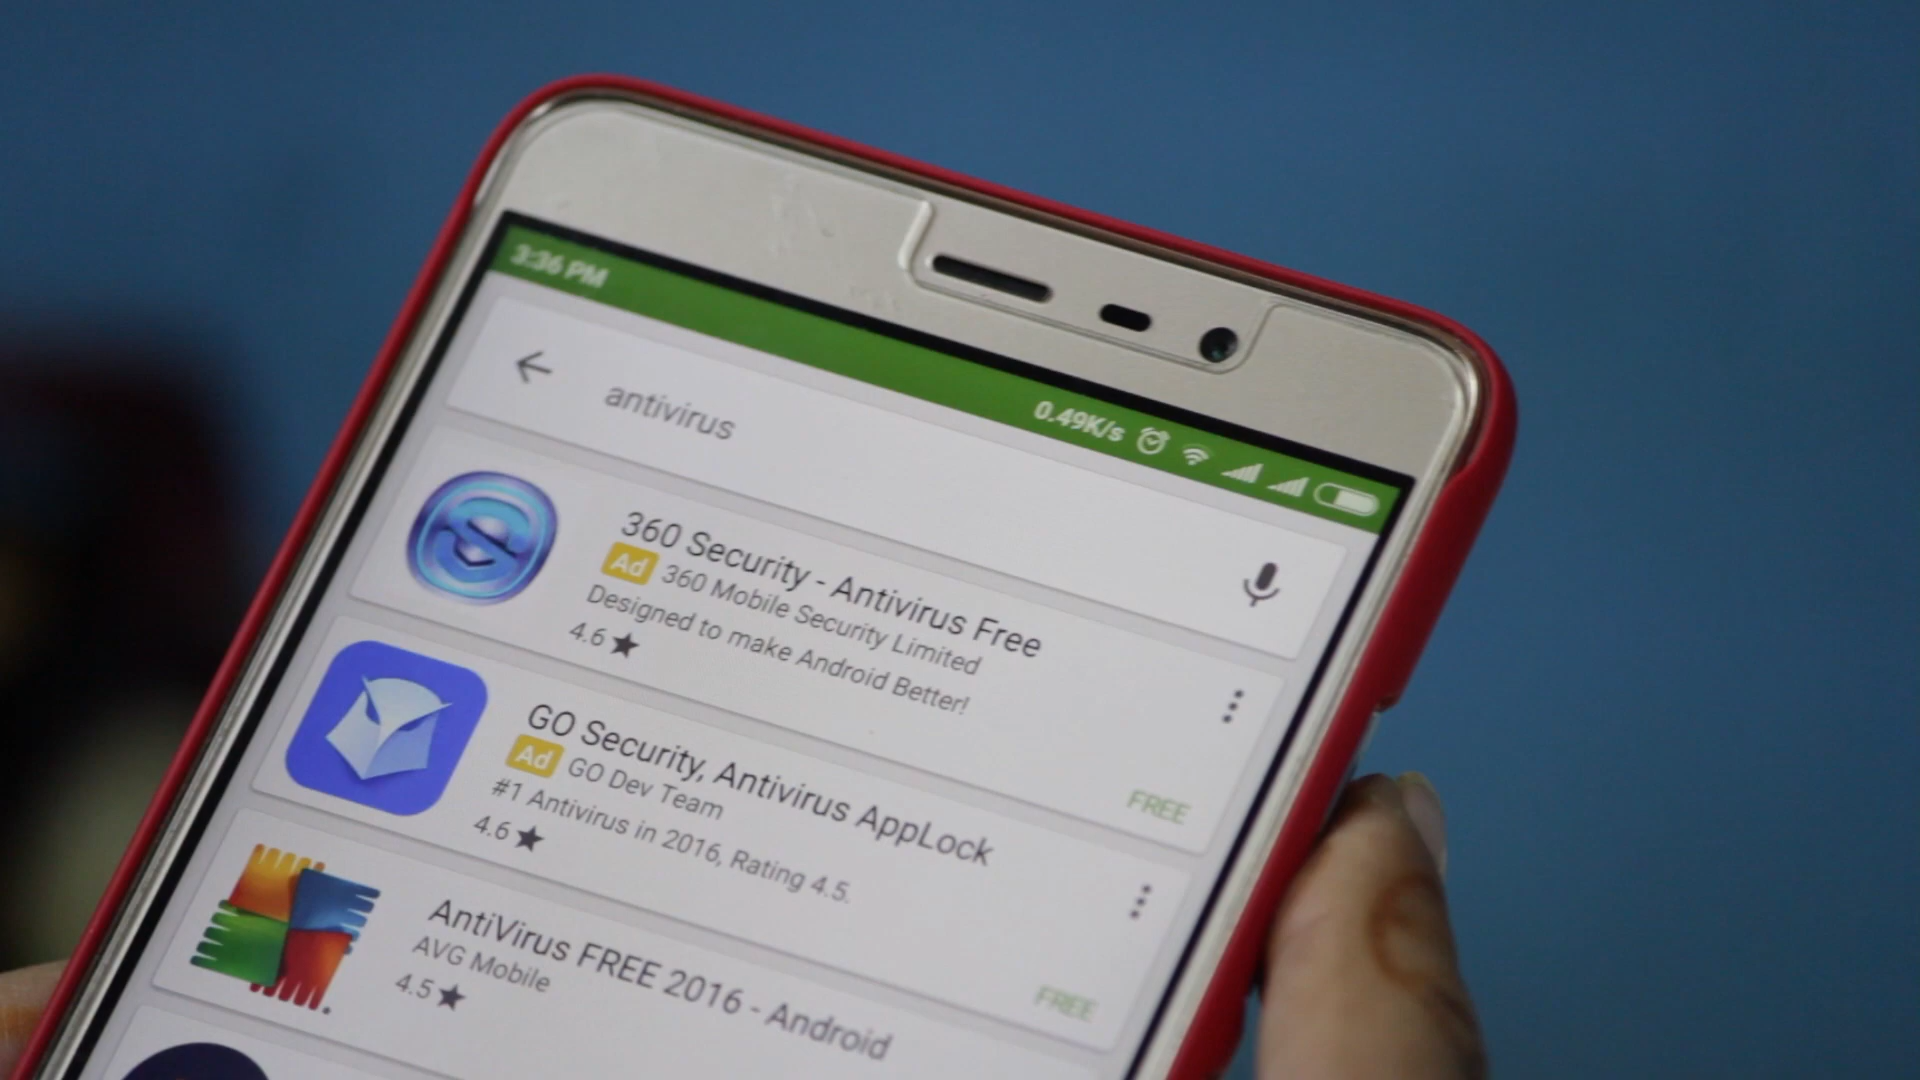 3:36 PM
0.49K/s
antivirus
360 Security - Antivirus Free
Ad 360 Mobile Security Limited
Designed to make Android Better!
4.6★
FREE
GO Security, Antivirus AppLock
Ad GO Dev Team
#1 Antivirus in 2016, Rating 4.5.
4.6★
FREE
AntiVirus FREE 2016 - Android
AVG Mobile
4.5★